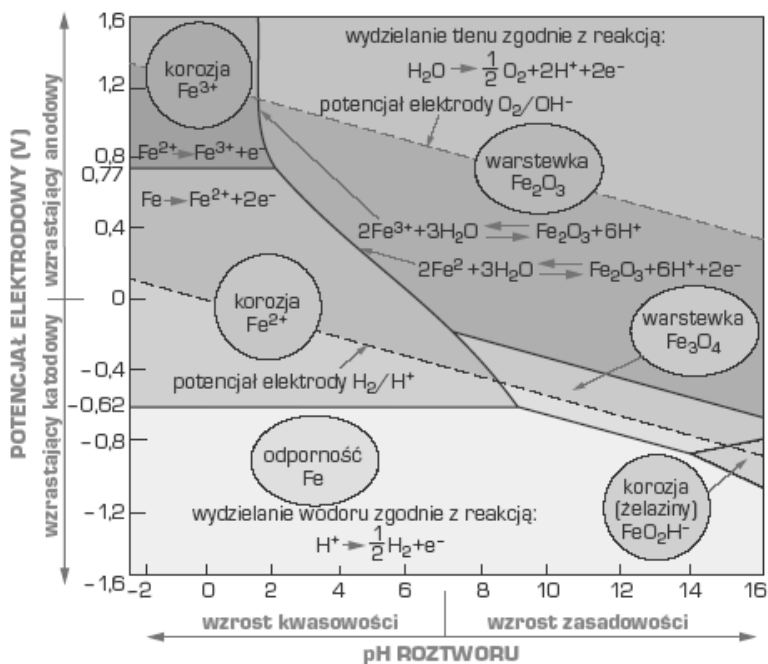 1,6
1,2
0,8
0,77
0,4
0
-0,4
-0,62
-0,8
-1,2
-1,6
POTENCJAŁ ELEKTRODOWY (V)
wzrastający katodowy wzrastający anodowy
korozja
Fe³⁺
Fe²⁺→Fe³⁺+e⁻
Fe→Fe²⁺+2e⁻
wydzielanie tlenu zgodnie z reakcją:
H₂O → 1/2 O₂+2H⁺+2e⁻
potencjał elektrody O₂/OH⁻
warstewka
Fe₂O₃
2Fe³⁺+3H₂O ⇄ Fe₂O₃+6H⁺
2Fe²+3H₂O ⇄ Fe₂O₃+6H⁺+2e⁻
korozja
Fe²⁺
warstewka
Fe₃O₄
potencjał elektrody H₂/H⁺
odporność
Fe
wydzielanie wodoru zgodnie z reakcją:
H⁺ → 1/2 H₂+e⁻
korozja
(żelaziny)
FeO₂H⁻
-2 0 2 4 6 8 10 12 13 14 16
wzrost kwasowości wzrost zasadowości
pH ROZTWORU